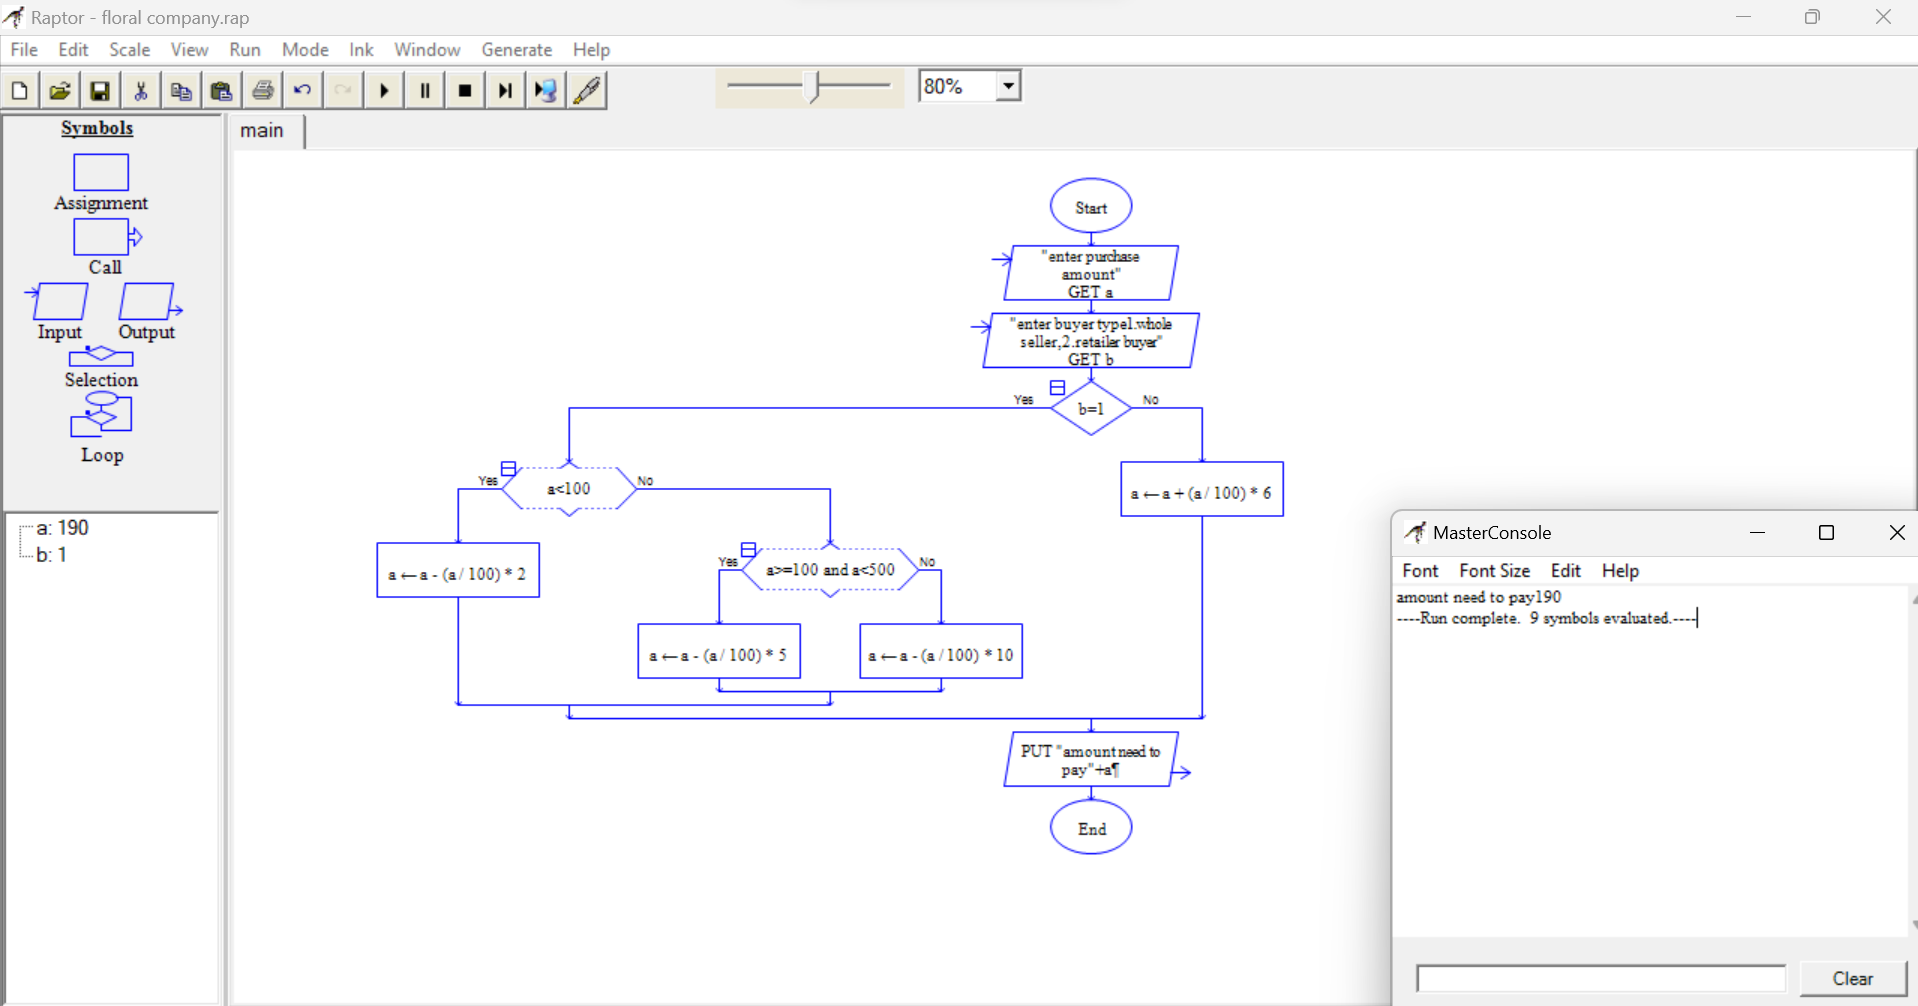 Raptor - floral company.rap
File Edit Scale View Run Mode Ink Window Generate Help
80%
Symbols
Assignment
Call
Input Output
Selection
Loop
a: 190
b: 1
main
Start
"enter purchase
amount"
GET a
"enter buyer type1.whole
seller,2.retailer buyer"
GET b
Yes b=1 No
Yes a<100 No
a ← a + (a / 100) * 6
a ← a - (a / 100) * 2
Yes a>=100 and a<500 No
a ← a - (a / 100) * 5
a ← a - (a / 100) * 10
PUT "amount need to
pay"+a¶
End
MasterConsole
Font Font Size Edit Help
amount need to pay190
----Run complete.  9 symbols evaluated.----
Clear